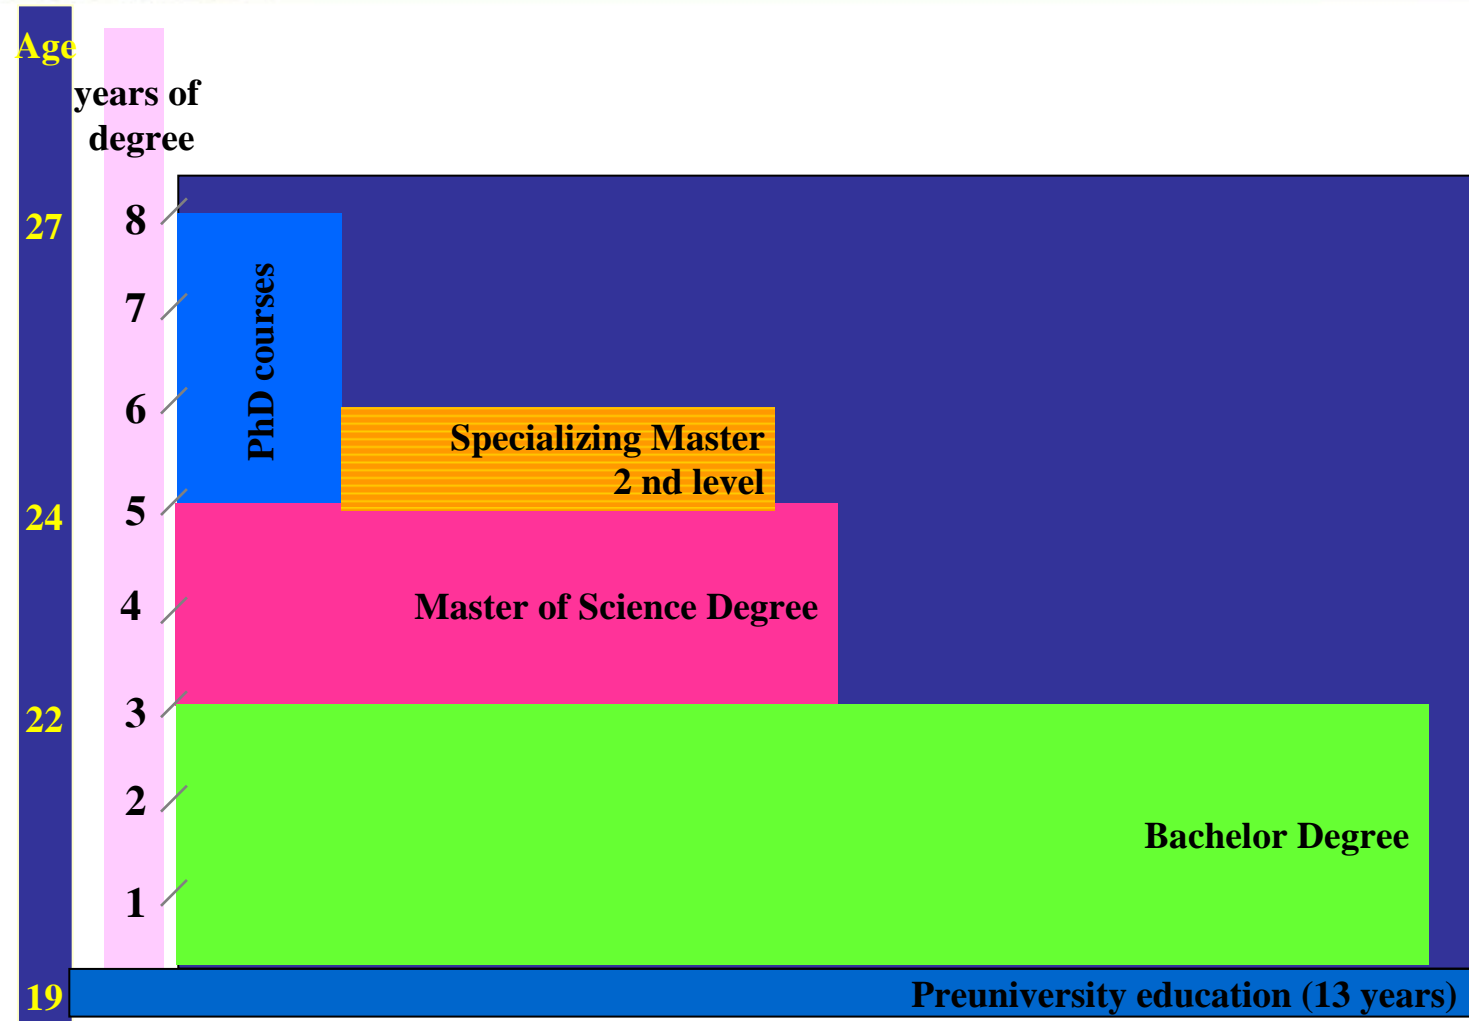 Age
years of
degree
27
8
7
PhD courses
6
Specializing Master
2 nd level
24
5
4
Master of Science Degree
22
3
2
Bachelor Degree
1
19
Preuniversity education (13 years)